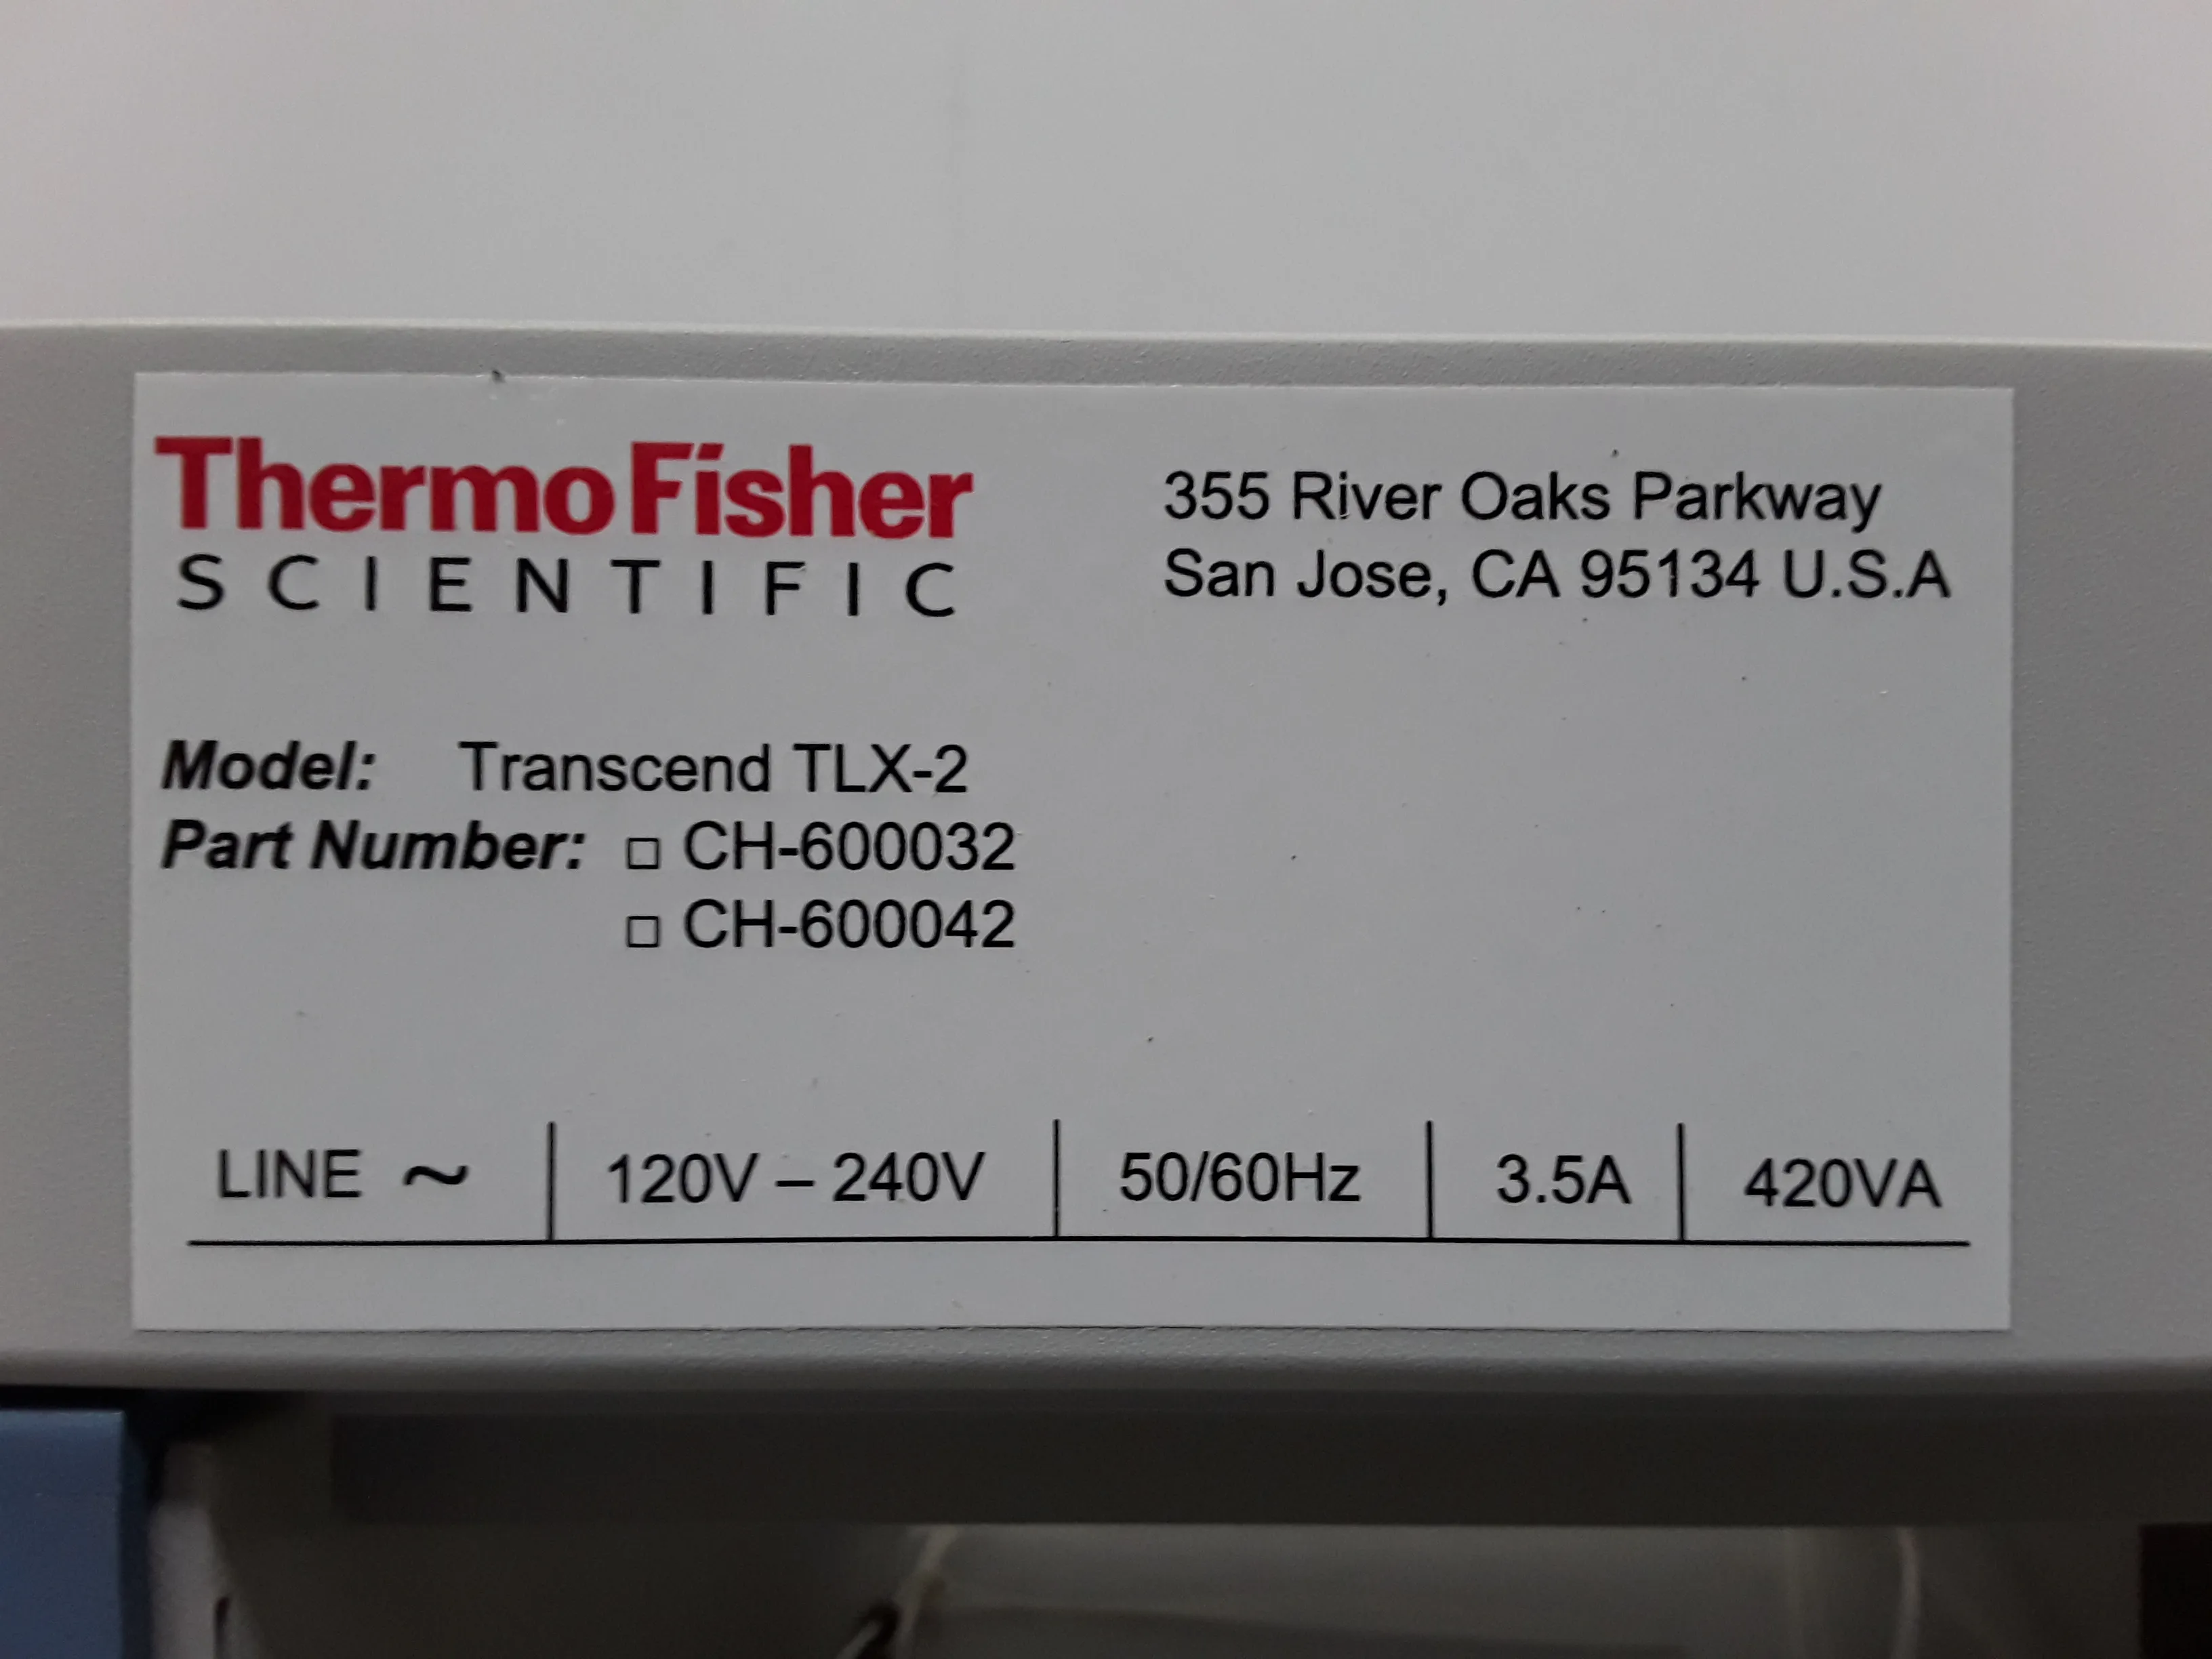 ThermoFisher
SCIENTIFIC
355 River Oaks Parkway
San Jose, CA 95134 U.S.A
Model: Transcend TLX-2
Part Number: □ CH-600032
□ CH-600042
LINE ~ | 120V – 240V | 50/60Hz | 3.5A | 420VA